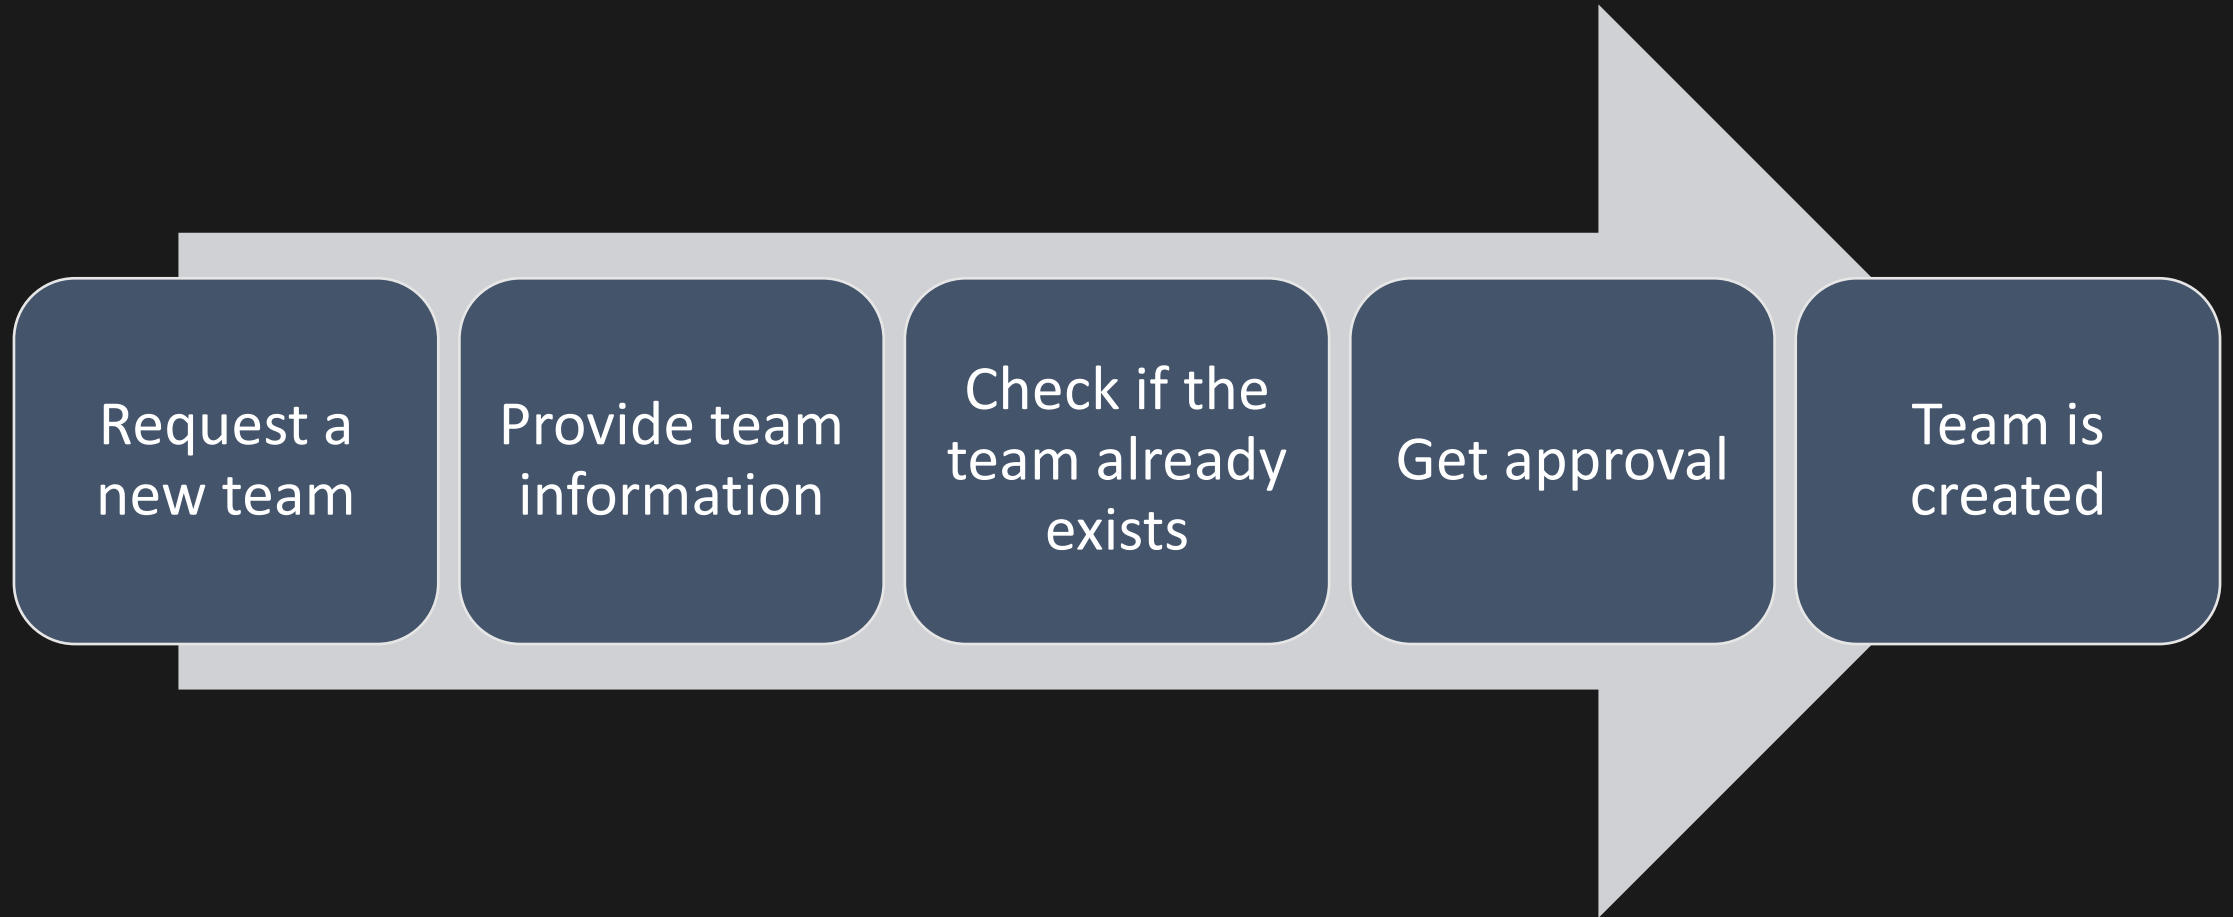 Request a
new team
Provide team
information
Check if the
team already
exists
Get approval
Team is
created